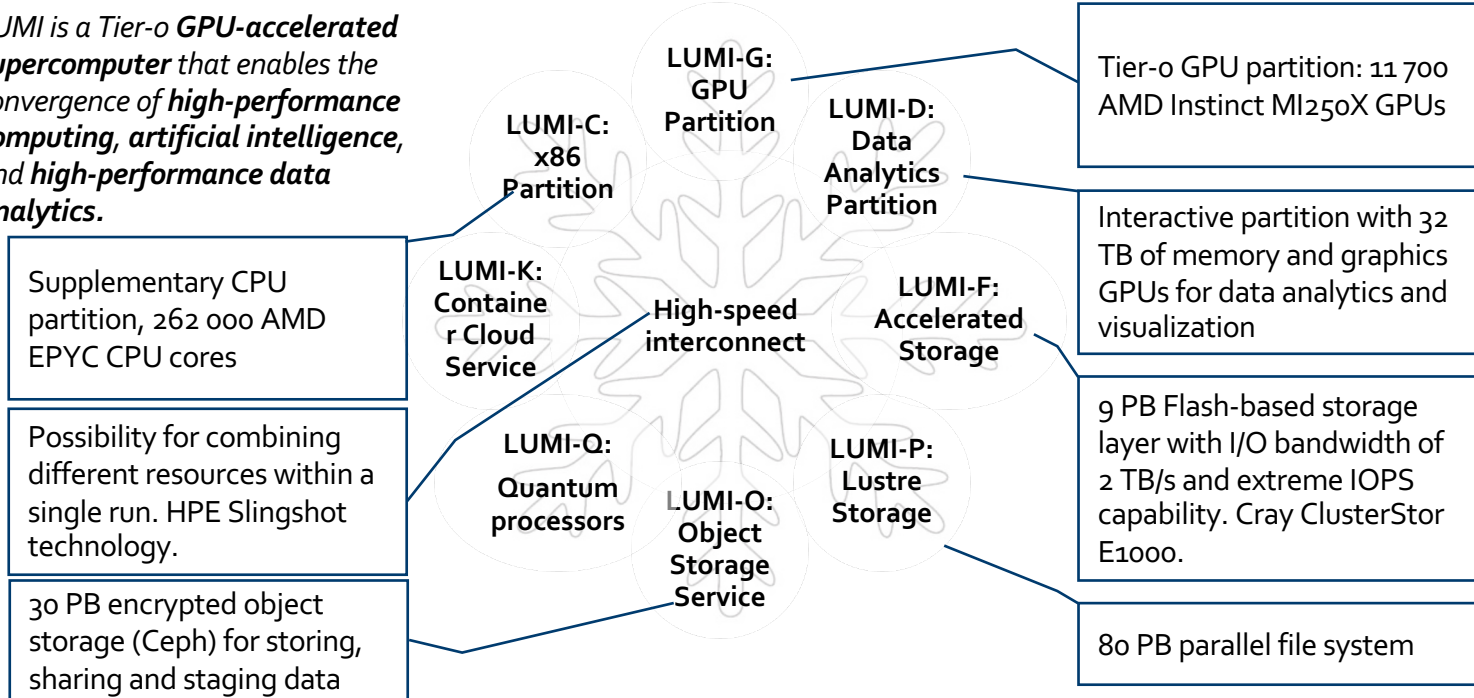 UMI is a Tier-0 GPU-accelerated
upercomputer that enables the
onvergence of high-performance
omputing, artificial intelligence,
nd high-performance data
nalytics.
LUMI-G:
GPU
Partition
Tier-0 GPU partition: 11 700
AMD Instinct MI250X GPUs
LUMI-C:
x86
Partition
LUMI-D:
Data
Analytics
Partition
Interactive partition with 32
TB of memory and graphics
GPUs for data analytics and
visualization
Supplementary CPU
partition, 262 000 AMD
EPYC CPU cores
LUMI-K:
Containe
r Cloud
Service
High-speed
interconnect
LUMI-F:
Accelerated
Storage
9 PB Flash-based storage
layer with I/O bandwidth of
2 TB/s and extreme IOPS
capability. Cray ClusterStor
E1000.
Possibility for combining
different resources within a
single run. HPE Slingshot
technology.
LUMI-Q:
Quantum
processors
LUMI-P:
Lustre
Storage
LUMI-O:
Object
Storage
Service
30 PB encrypted object
storage (Ceph) for storing,
sharing and staging data
80 PB parallel file system